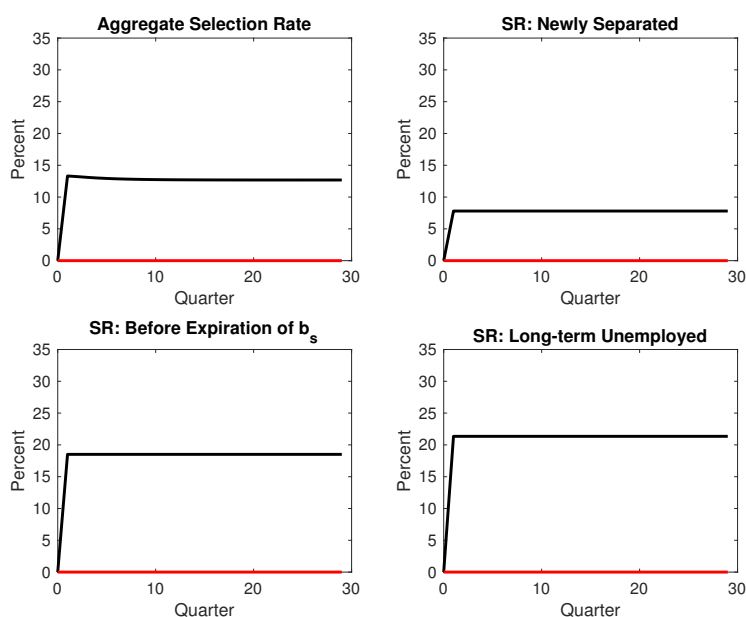 Aggregate Selection Rate
35
30
25
20
15
10
5
0
Percent
0 10 20 30
Quarter
SR: Newly Separated
35
30
25
20
15
10
5
0
Percent
0 10 20 30
Quarter
SR: Before Expiration of b_s
35
30
25
20
15
10
5
0
Percent
0 10 20 30
Quarter
SR: Long-term Unemployed
35
30
25
20
15
10
5
0
Percent
0 10 20 30
Quarter